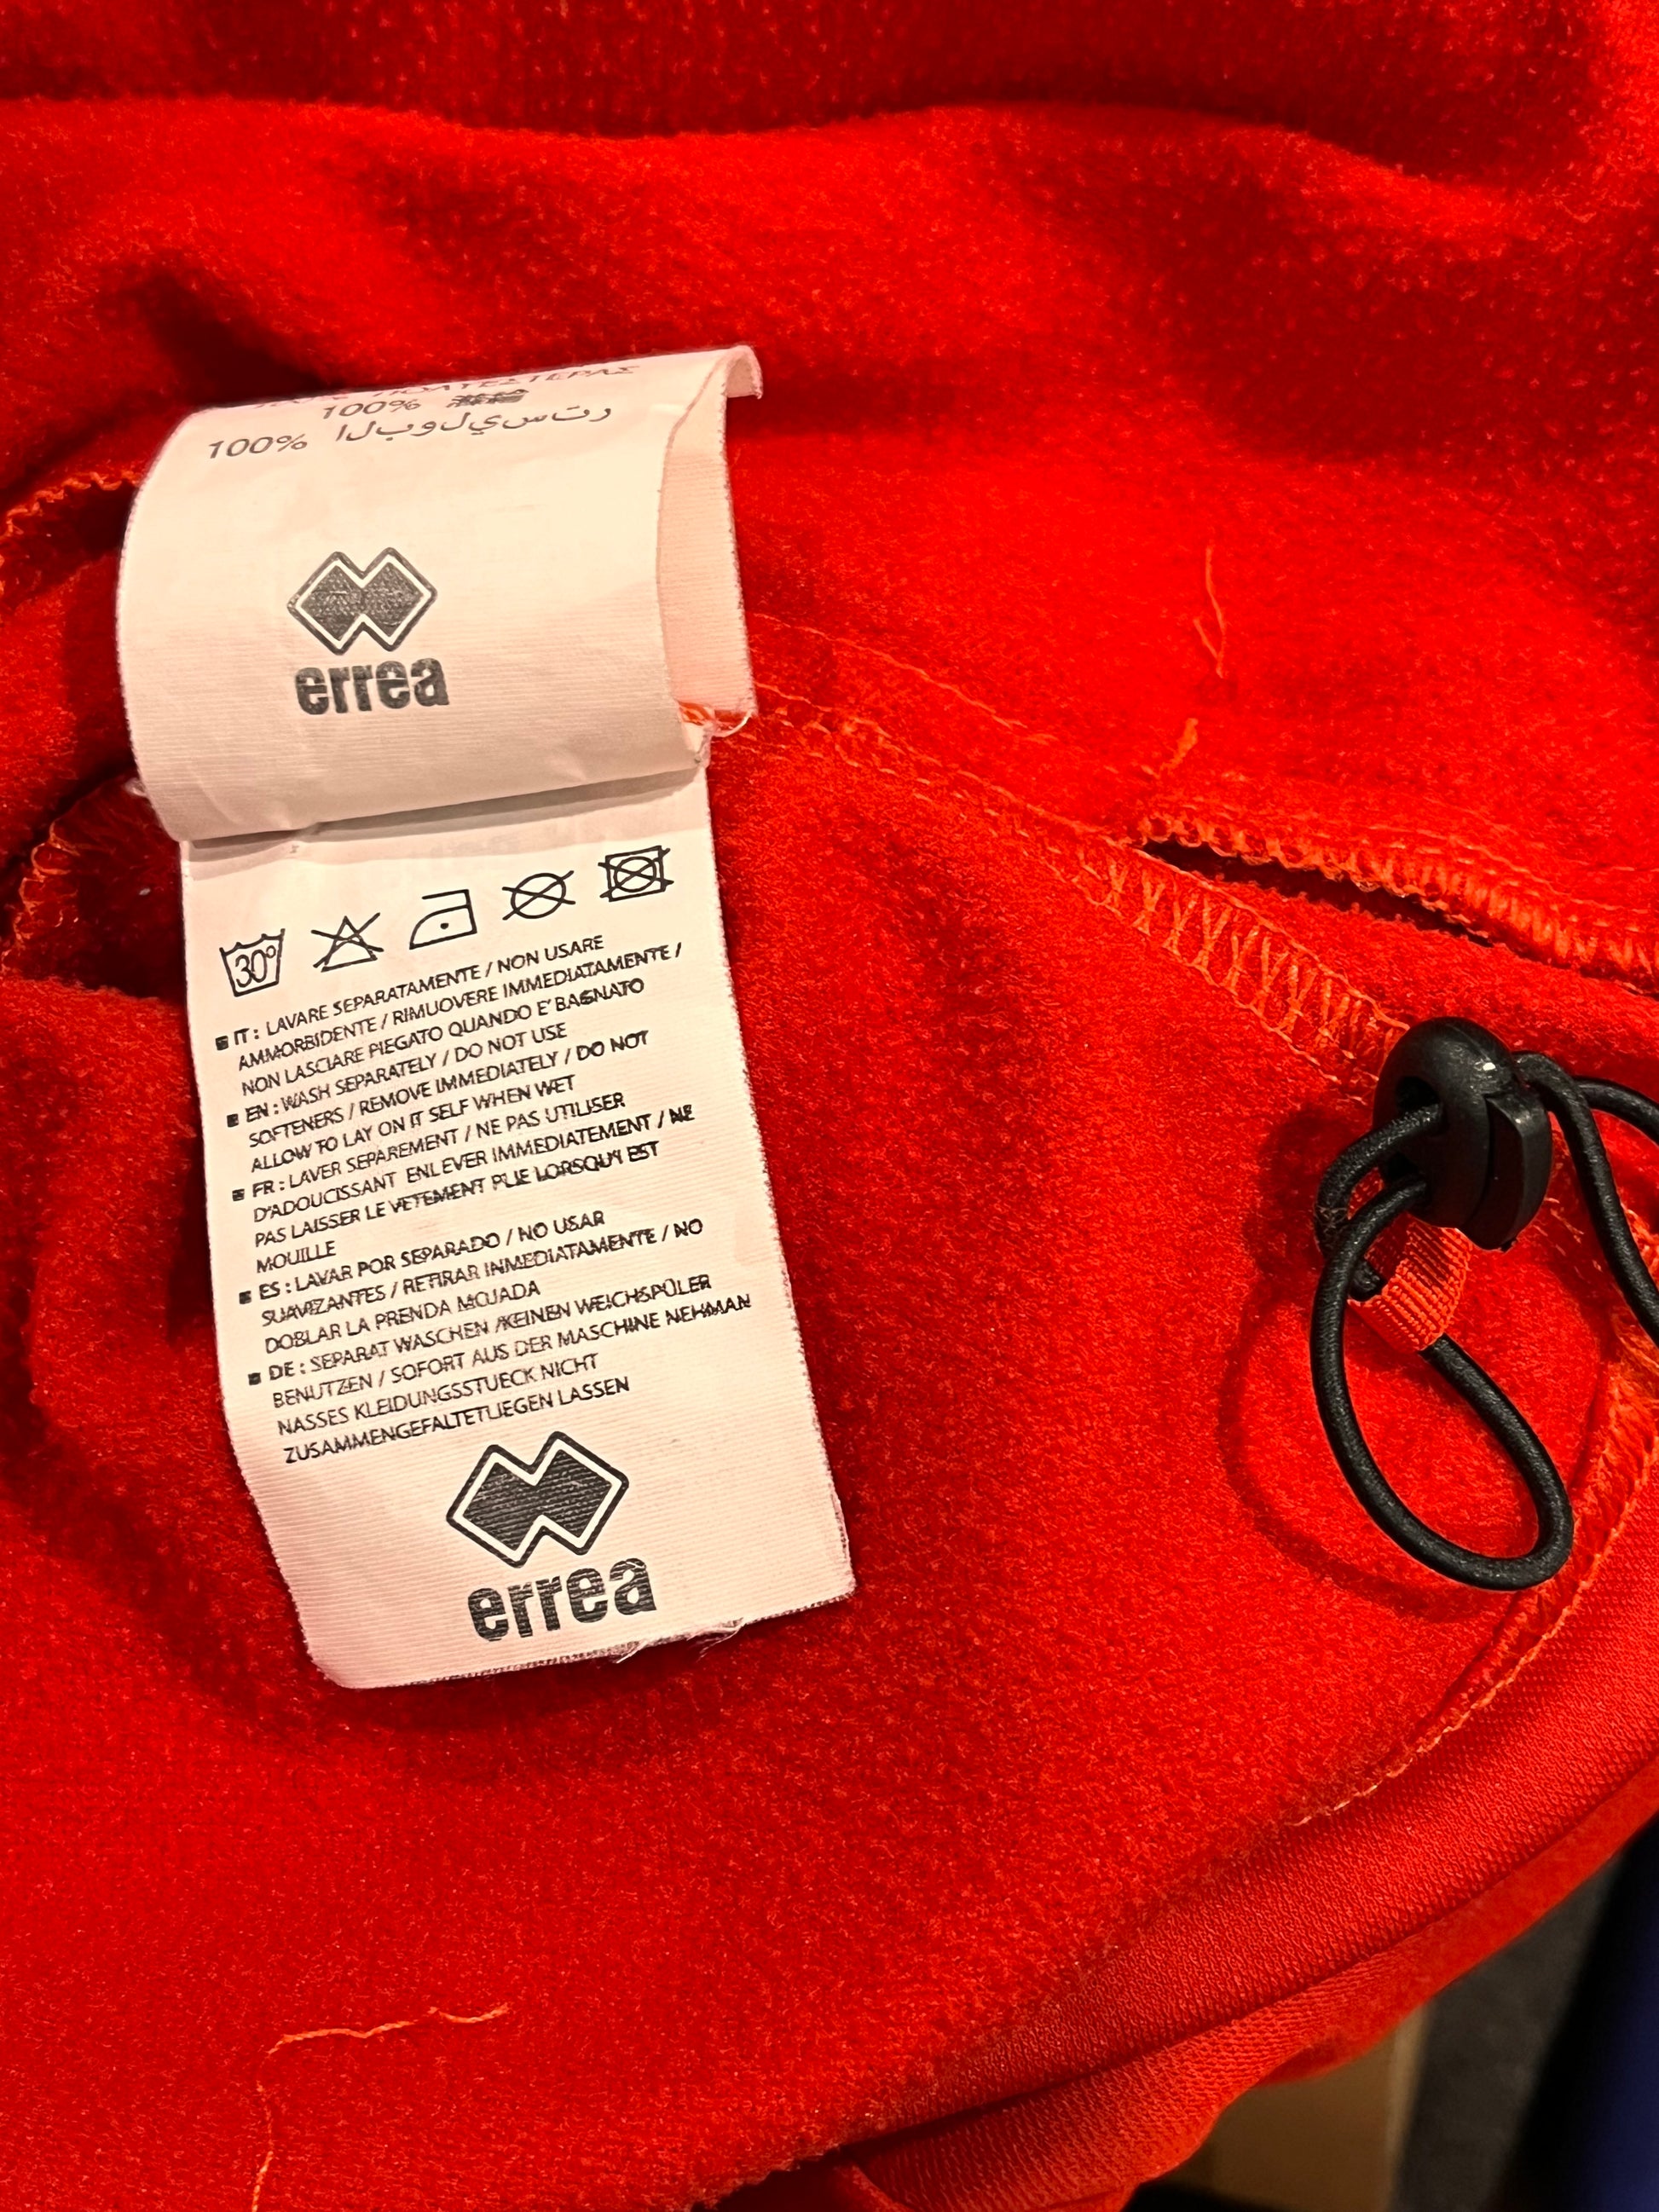 100%
100% البوليستر
errea
30°
IT : LAVARE SEPARATAMENTE / NON USARE
AMMORBIDENTE / RIMUOVERE IMMEDIATAMENTE /
NON LASCIARE PIEGATO QUANDO E' BAGNATO
EN : WASH SEPARATELY / DO NOT USE
SOFTENERS / REMOVE IMMEDIATELY / DO NOT
ALLOW TO LAY ON IT SELF WHEN WET
FR : LAVER SEPAREMENT / NE PAS UTILISER
D'ADOUCISSANT ENLEVER IMMEDIATEMENT / NE
PAS LAISSER LE VETEMENT PLIE LORSQU'I EST
MOUILLE
ES : LAVAR POR SEPARADO / NO USAR
SUAVIZANTES / RETIRAR INMEDIATAMENTE / NO
DOBLAR LA PRENDA MOJADA
DE : SEPARAT WASCHEN /KEINEN WEICHSPÜLER
BENUTZEN / SOFORT AUS DER MASCHINE NEHMAN
NASSES KLEIDUNGSSTUECK NICHT
ZUSAMMENGEFALTETLIEGEN LASSEN
errea